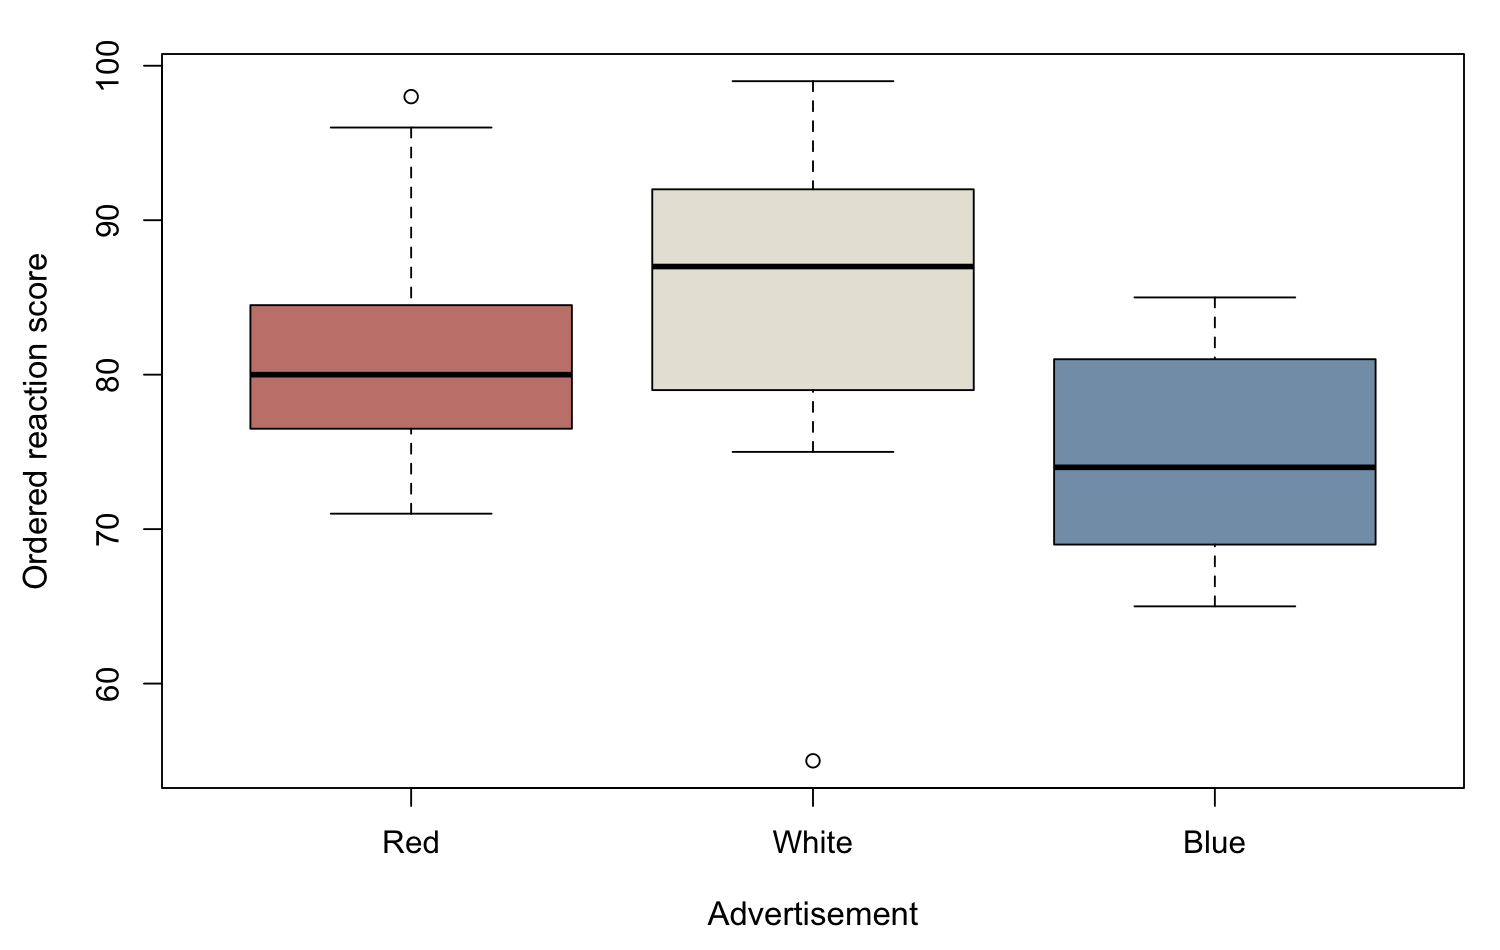 Ordered reaction score
100
90
80
70
60
Red
White
Blue
Advertisement